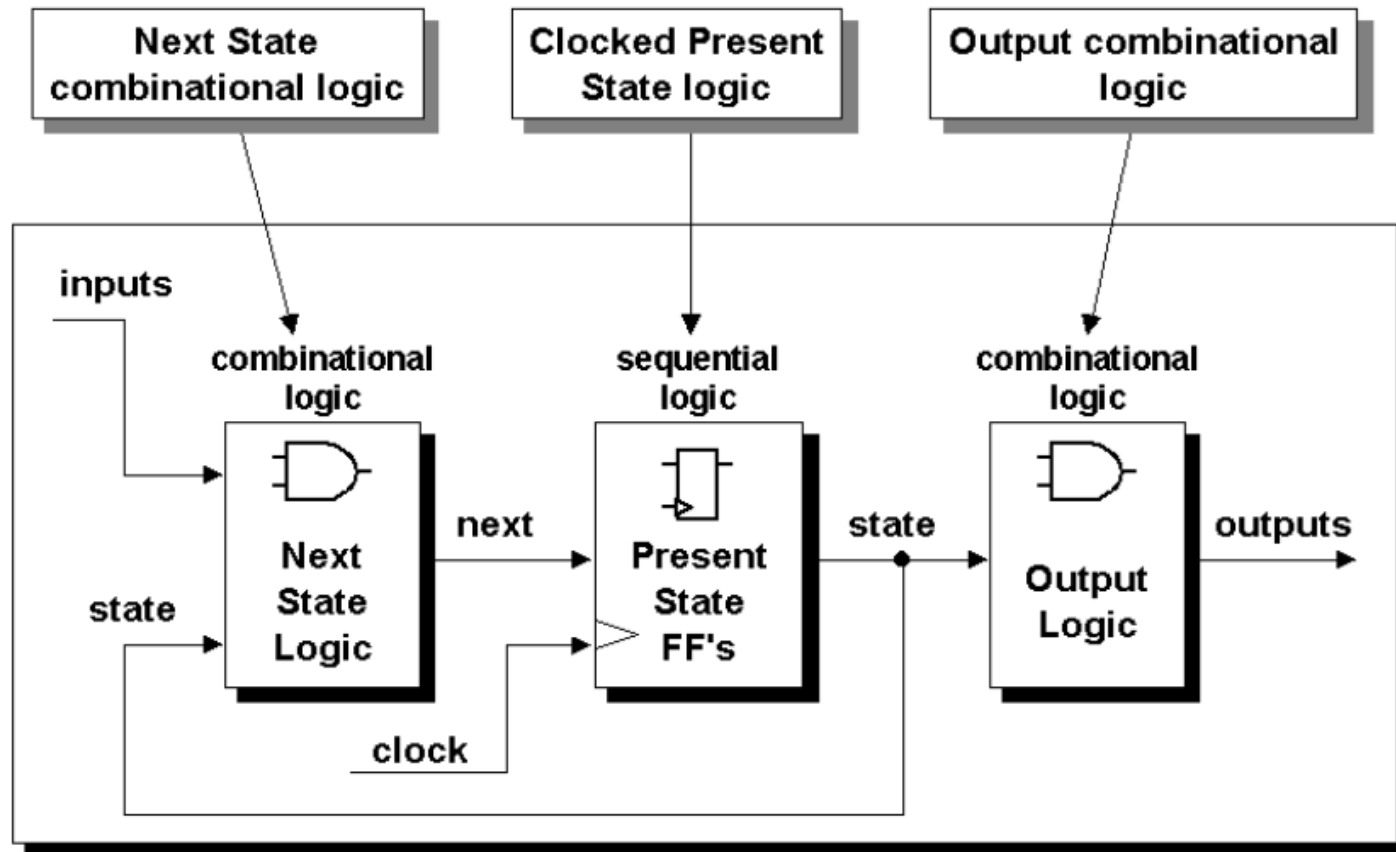 Next State
combinational logic
Clocked Present
State logic
Output combinational
logic
inputs
combinational
logic
sequential
logic
combinational
logic
next
state
outputs
Next
State
Logic
Present
State
FF's
Output
Logic
state
clock